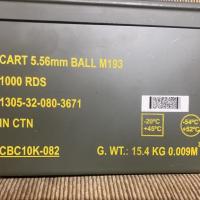 CART 5.56mm BALL M193
1000 RDS
1305-32-080-3671
IN CTN
-20°C
+45°C
-54°C
+52°C
CBC10K-082
G. WT.: 15.4 KG 0.009M³